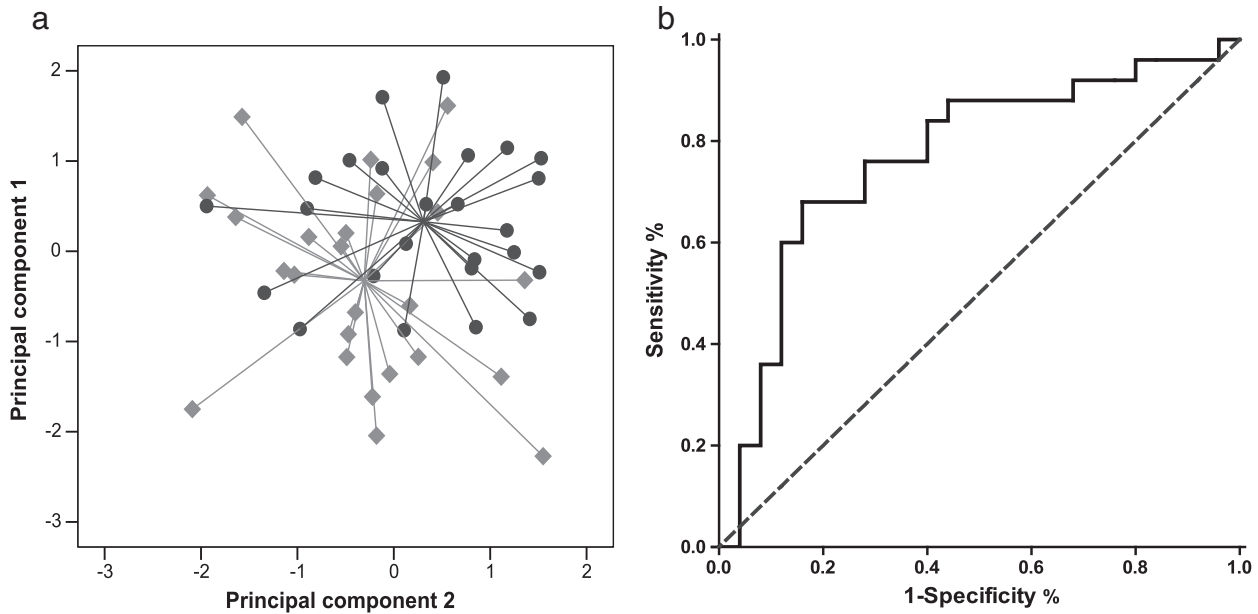 a
2
1
0
-1
-2
-3
Principal component 1
-3 -2 -1 0 1 2
Principal component 2
b
1.0
0.8
0.6
0.4
0.2
0.0
Sensitivity %
0.0 0.2 0.4 0.6 0.8 1.0
1-Specificity %